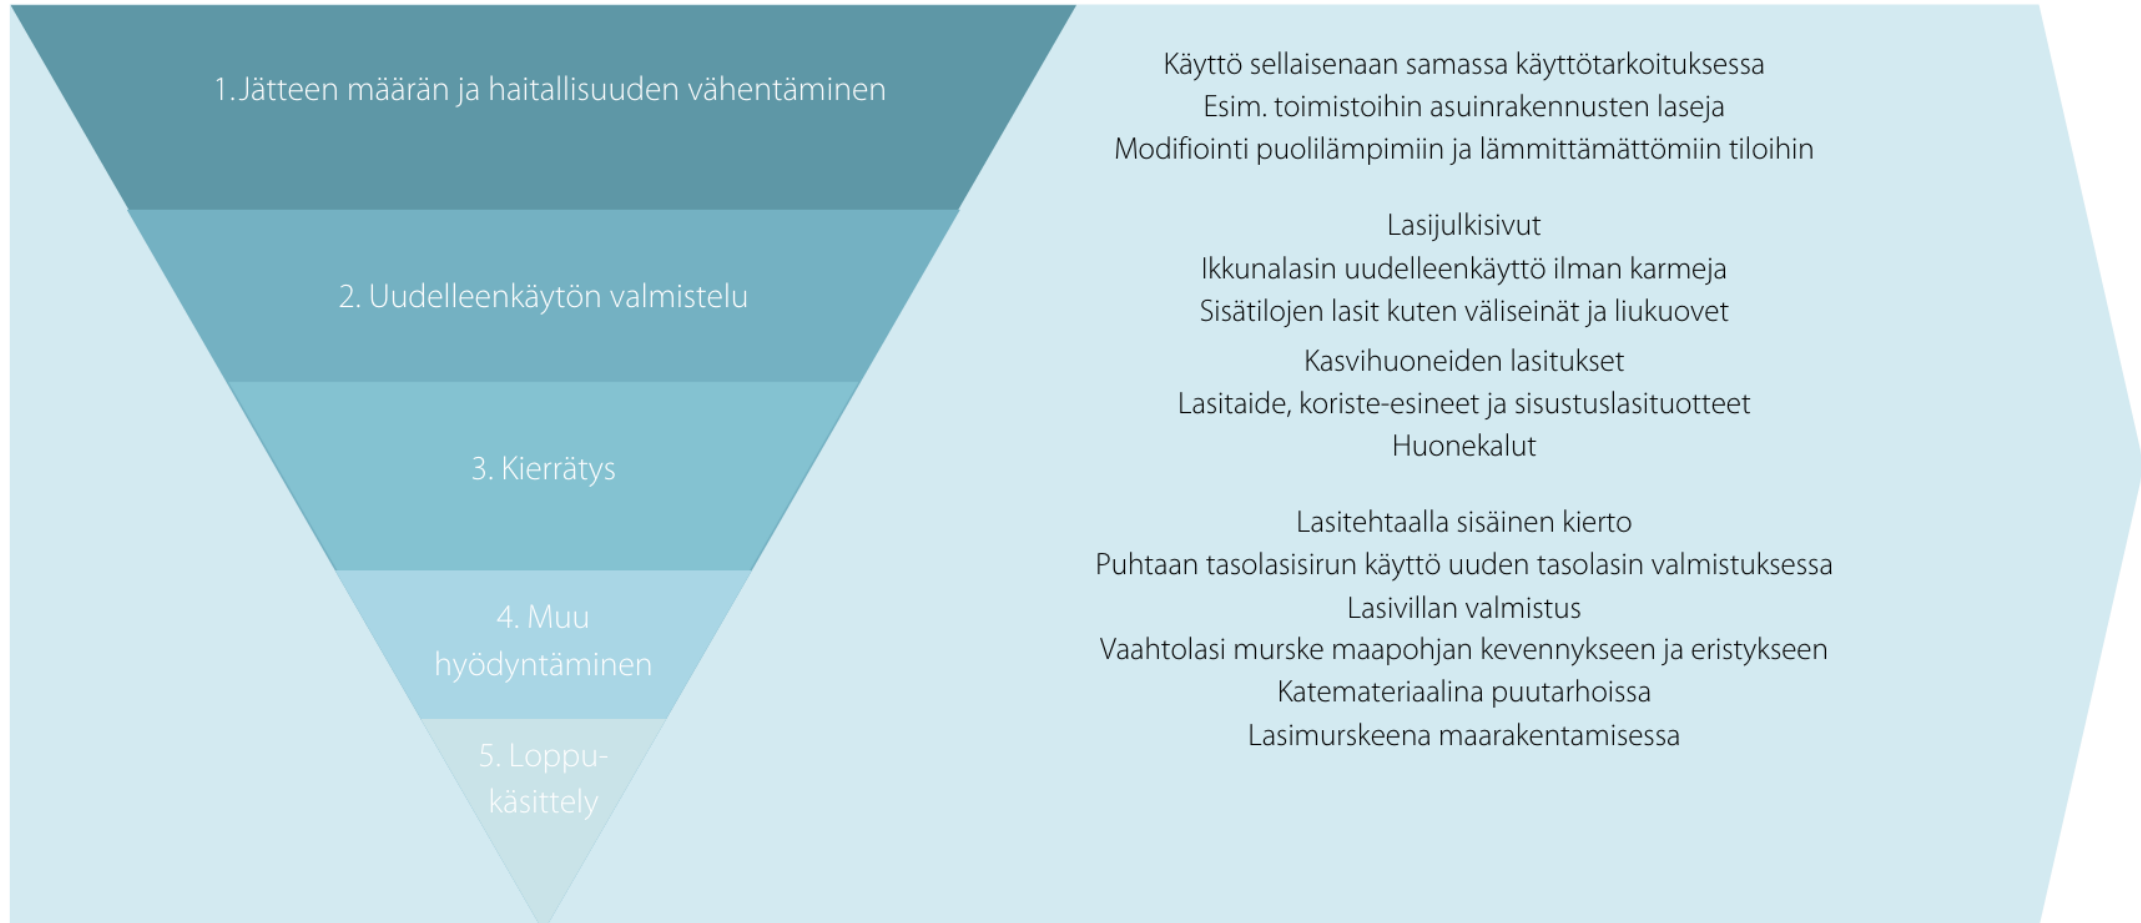 1. Jätteen määrän ja haitallisuuden vähentäminen
2. Uudelleenkäytön valmistelu
3. Kierrätys
4. Muu
hyödyntäminen
5. Loppu-
käsittely
Käyttö sellaisenaan samassa käyttötarkoituksessa
Esim. toimistoihin asuinrakennusten laseja
Modifiointi puolilämpimiin ja lämmittämättömiin tiloihin
Lasijulkisivut
Ikkunalasin uudelleenkäyttö ilman karmeja
Sisätilojen lasit kuten väliseinät ja liukuovet
Kasvihuoneiden lasitukset
Lasitaide, koriste-esineet ja sisustuslasituotteet
Huonekalut
Lasitehtaalla sisäinen kierto
Puhtaan tasolasisirun käyttö uuden tasolasin valmistuksessa
Lasivillan valmistus
Vaahtolasi murske maapohjan kevennykseen ja eristykseen
Katemateriaalina puutarhoissa
Lasimurskeena maarakentamisessa